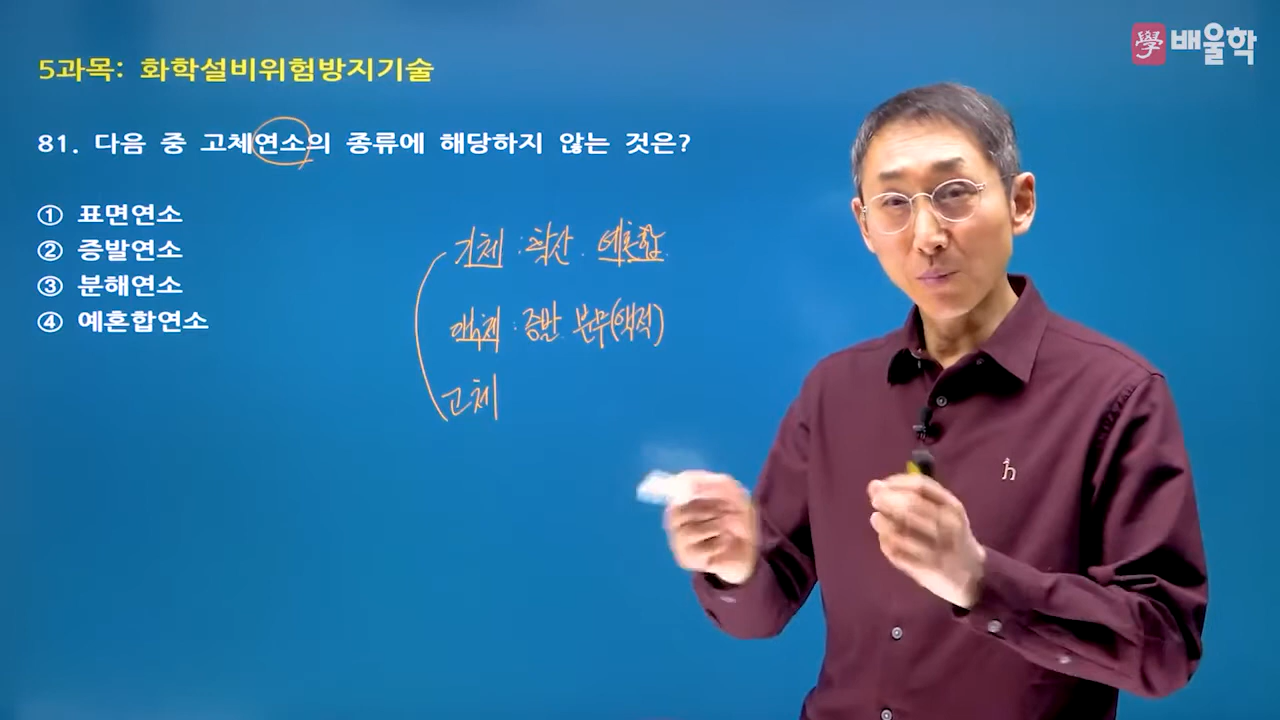 學 배울학
5과목: 화학설비위험방지기술
81. 다음 중 고체연소의 종류에 해당하지 않는 것은?
① 표면연소
② 증발연소
③ 분해연소
④ 예혼합연소
기체 : 확산. 예혼합
액체 : 증발. 분무(액적)
고체